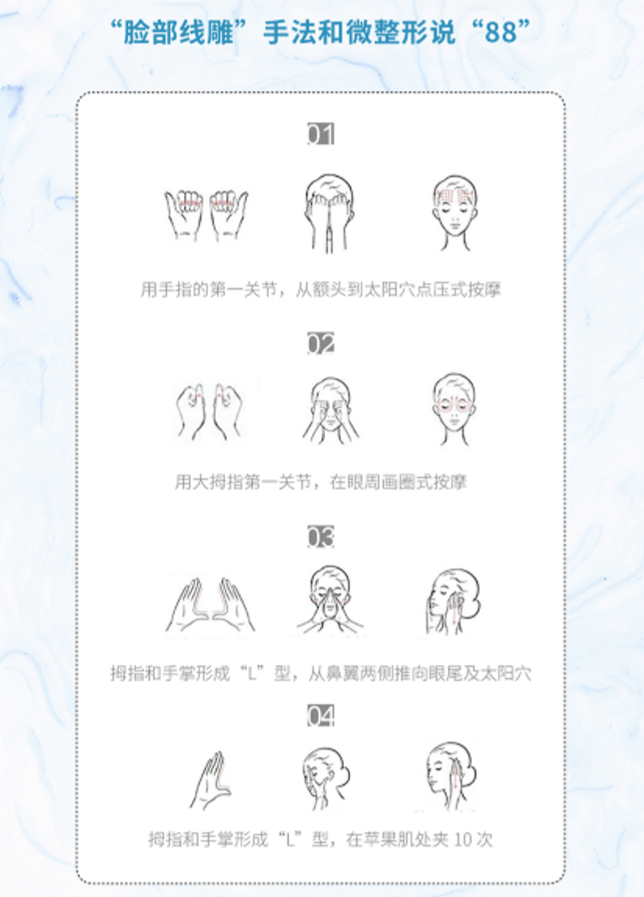 “脸部线雕”手法和微整形说“88”
01
用手指的第一关节，从额头到太阳穴点压式按摩
02
用大拇指第一关节，在眼周画圈式按摩
03
拇指和手掌形成“L”型，从鼻翼两侧推向眼尾及太阳穴
04
拇指和手掌形成“L”型，在苹果肌处夹 10 次